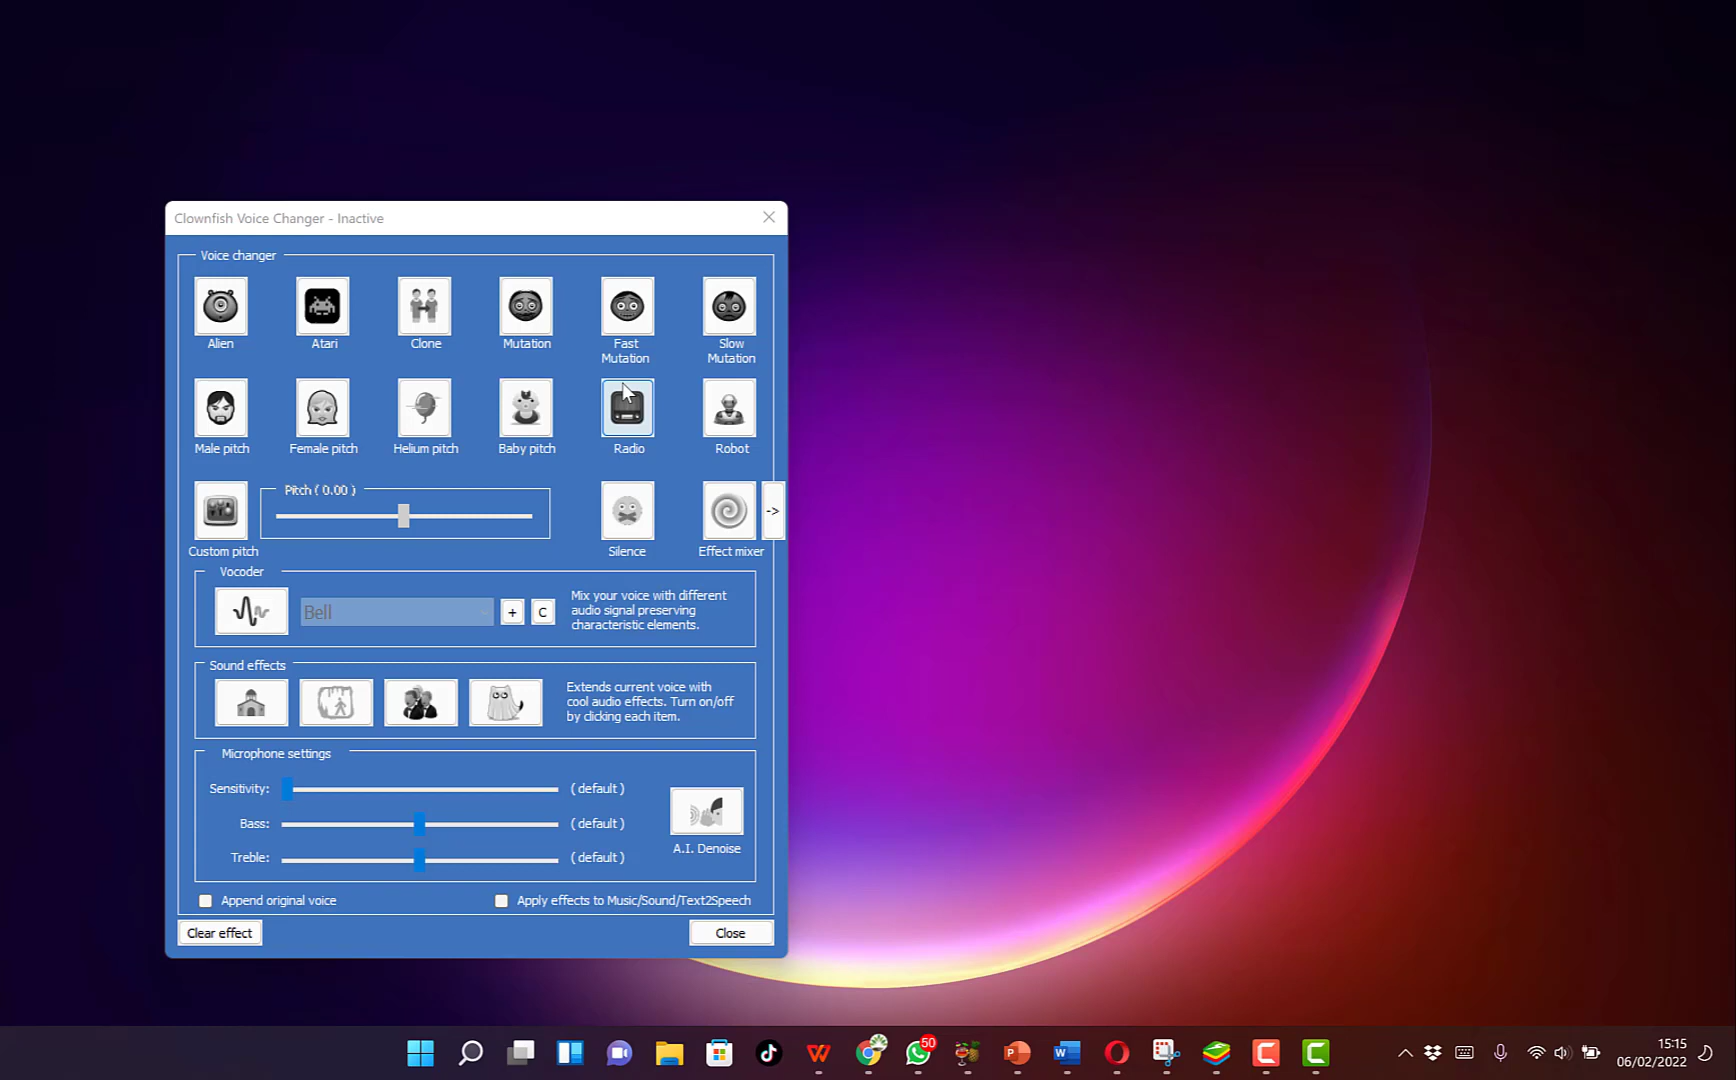 Clownfish Voice Changer - Inactive
Voice changer
Alien
Atari
Clone
Mutation
Fast
Mutation
Slow
Mutation
Male pitch
Female pitch
Helium pitch
Baby pitch
Radio
Robot
Custom pitch
Pitch ( 0.00 )
Silence
Effect mixer
->
Vocoder
Bell
+
C
Mix your voice with different
audio signal preserving
characteristic elements.
Sound effects
Extends current voice with
cool audio effects. Turn on/off
by clicking each item.
Microphone settings
Sensitivity:
( default )
Bass:
( default )
Treble:
( default )
A.I. Denoise
Append original voice
Apply effects to Music/Sound/Text2Speech
Clear effect
Close
50
15:15
06/02/2022